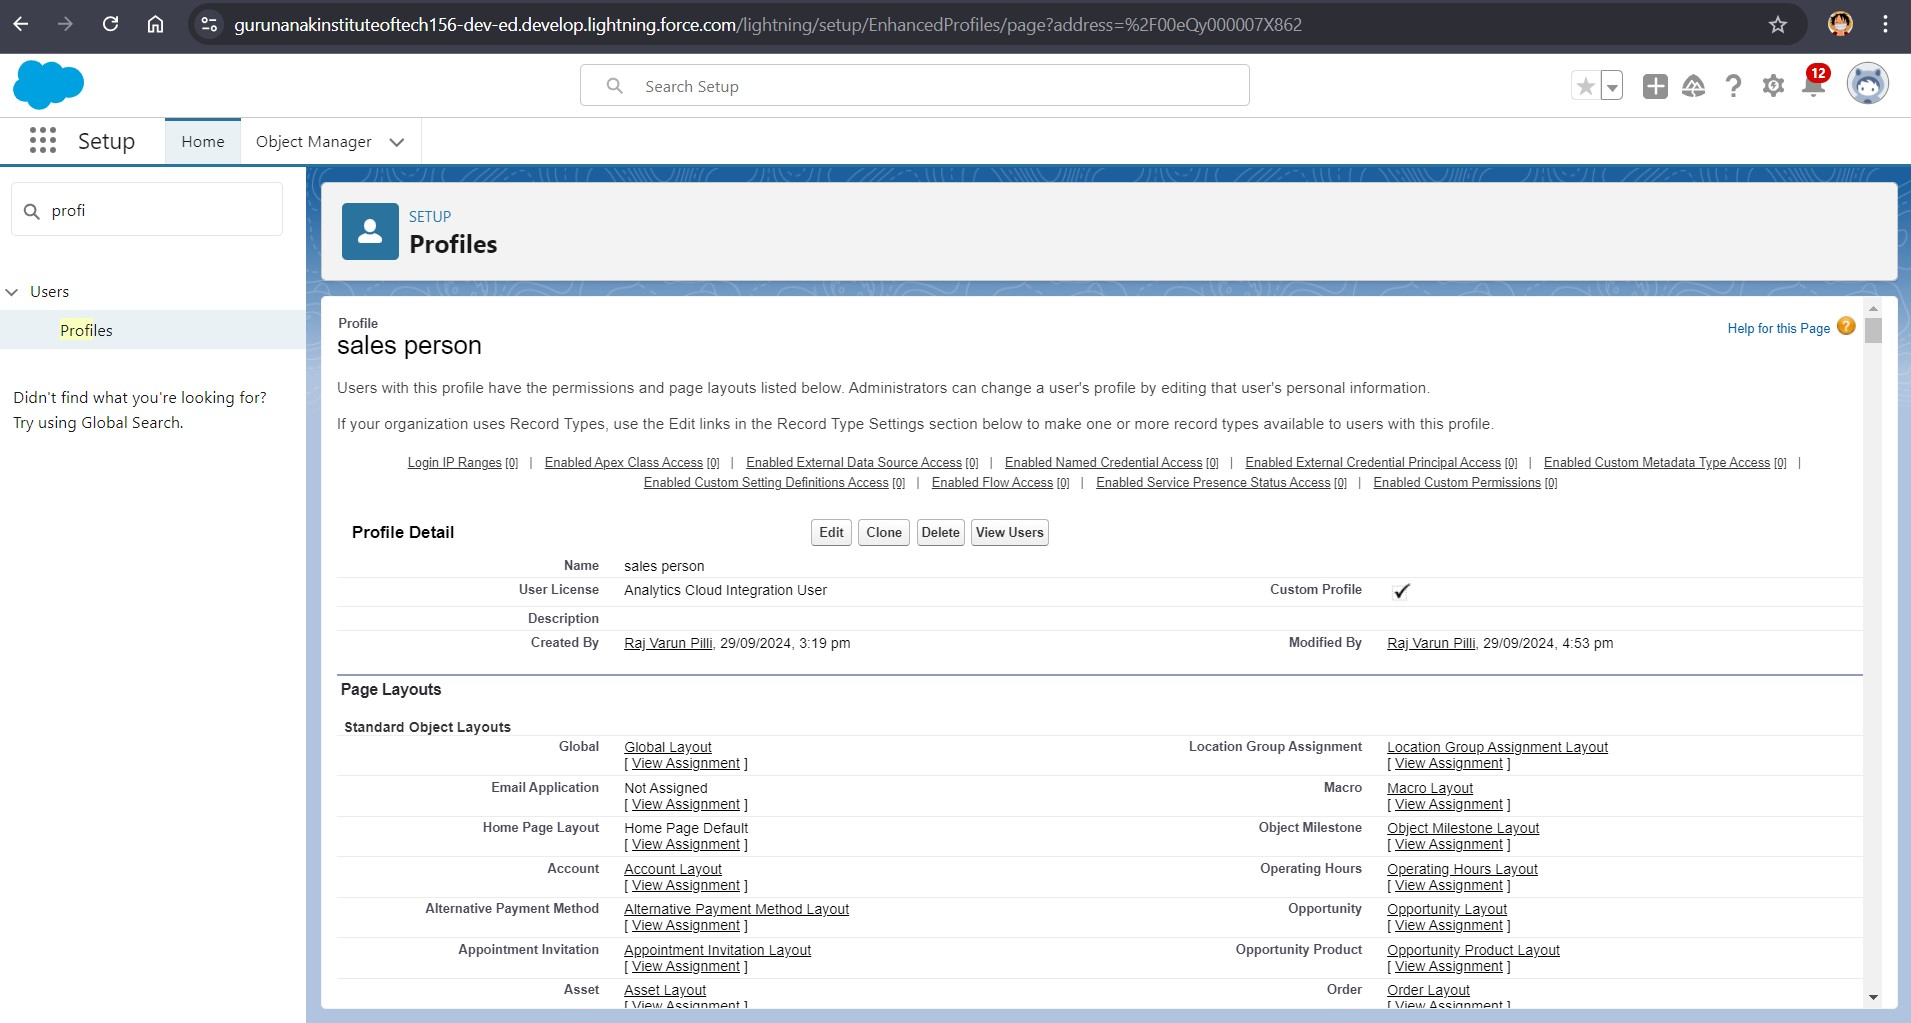 gurunanakinstituteoftech156-dev-ed.develop.lightning.force.com/lightning/setup/EnhancedProfiles/page?address=%2F00eQy000007X862
Search Setup
12
Setup
Home
Object Manager
profi
Users
Profiles
Didn't find what you're looking for?
Try using Global Search.
SETUP
Profiles
Profile
sales person
Help for this Page ?
Users with this profile have the permissions and page layouts listed below. Administrators can change a user's profile by editing that user's personal information.
If your organization uses Record Types, use the Edit links in the Record Type Settings section below to make one or more record types available to users with this profile.
Login IP Ranges [0] | Enabled Apex Class Access [0] | Enabled External Data Source Access [0] | Enabled Named Credential Access [0] | Enabled External Credential Principal Access [0] | Enabled Custom Metadata Type Access [0] |
Enabled Custom Setting Definitions Access [0] | Enabled Flow Access [0] | Enabled Service Presence Status Access [0] | Enabled Custom Permissions [0]
Profile Detail Edit Clone Delete View Users
Name sales person
User License Analytics Cloud Integration User Custom Profile
Description
Created By Raj Varun Pilli, 29/09/2024, 3:19 pm Modified By Raj Varun Pilli, 29/09/2024, 4:53 pm
Page Layouts
Standard Object Layouts
Global Global Layout Location Group Assignment Location Group Assignment Layout
[ View Assignment ] [ View Assignment ]
Email Application Not Assigned Macro Macro Layout
[ View Assignment ] [ View Assignment ]
Home Page Layout Home Page Default Object Milestone Object Milestone Layout
[ View Assignment ] [ View Assignment ]
Account Account Layout Operating Hours Operating Hours Layout
[ View Assignment ] [ View Assignment ]
Alternative Payment Method Alternative Payment Method Layout Opportunity Opportunity Layout
[ View Assignment ] [ View Assignment ]
Appointment Invitation Appointment Invitation Layout Opportunity Product Opportunity Product Layout
[ View Assignment ] [ View Assignment ]
Asset Asset Layout Order Order Layout
[ View Assignment ] [ View Assignment ]